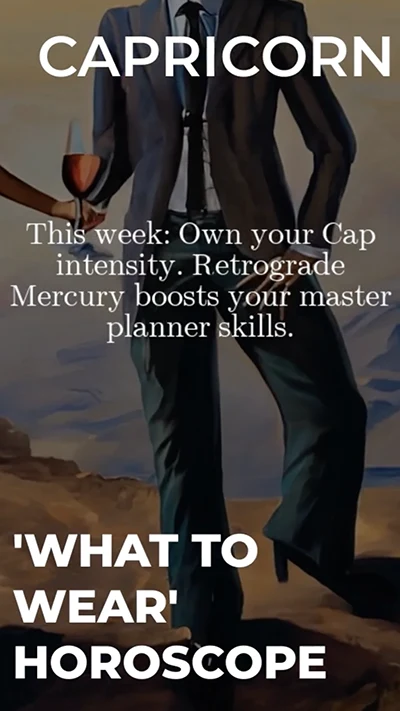 CAPRICORN
This week: Own your Cap
intensity. Retrograde
Mercury boosts your master
planner skills.
'WHAT TO
WEAR'
HOROSCOPE